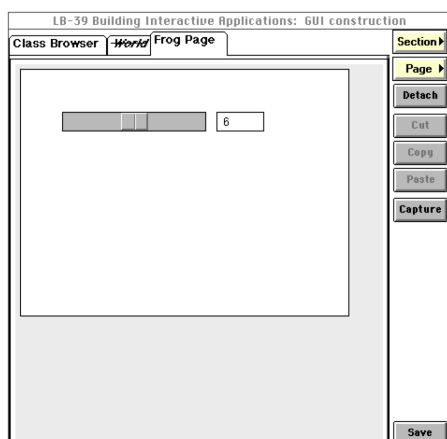 LB-39 Building Interactive Applications: GUI construction
Class Browser World Frog Page
6
Section
Page
Detach
Cut
Copy
Paste
Capture
Save